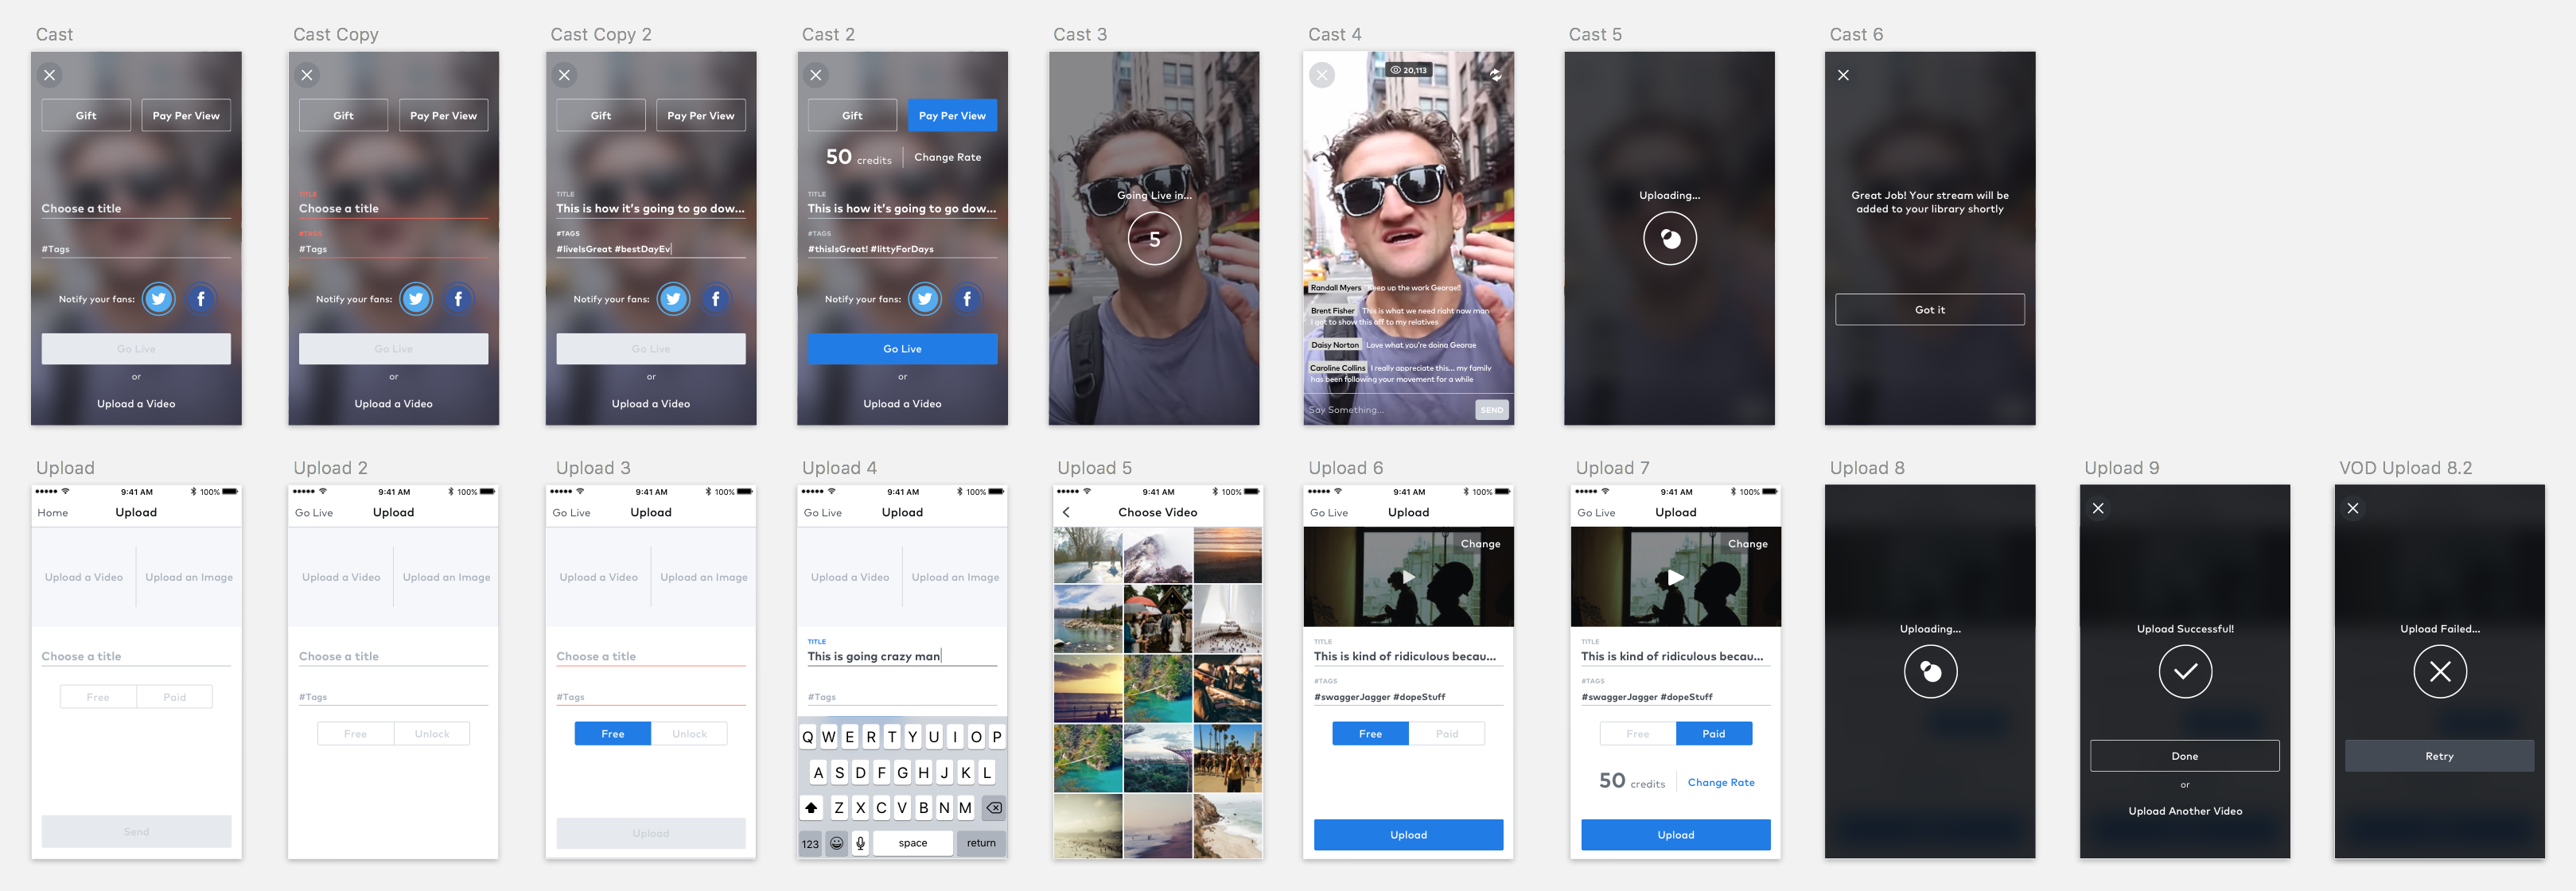 Cast
Gift
Pay Per View
Choose a title
#Tags
Notify your fans:
Go Live
or
Upload a Video
Cast Copy
Gift
Pay Per View
TITLE
Choose a title
#TAGS
#Tags
Notify your fans:
Go Live
or
Upload a Video
Cast Copy 2
Gift
Pay Per View
TITLE
This is how it's going to go dow...
#TAGS
#liveIsGreat #bestDayEv
Notify your fans:
Go Live
or
Upload a Video
Cast 2
Gift
Pay Per View
50 credits
Change Rate
TITLE
This is how it's going to go dow...
#TAGS
#thisIsGreat! #littyForDays
Notify your fans:
Go Live
or
Upload a Video
Cast 3
Going Live in...
5
Cast 4
20,113
Randall Myers Keep up the work George!!
Brent Fisher This is what we need right now man
I got to show this off to my relatives
Daisy Norton Love what you're doing George
Caroline Collins I really appreciate this... my family
has been following your movement for a while
Say Something...
SEND
Cast 5
Uploading...
Cast 6
Great Job! Your stream will be
added to your library shortly
Got it
Upload
9:41 AM
100%
Home
Upload
Upload a Video
Upload an Image
Choose a title
Free
Paid
Send
Upload 2
9:41 AM
100%
Go Live
Upload
Upload a Video
Upload an Image
Choose a title
#Tags
Free
Unlock
Upload 3
9:41 AM
100%
Go Live
Upload
Upload a Video
Upload an Image
Choose a title
#Tags
Free
Unlock
Upload
Upload 4
9:41 AM
100%
Go Live
Upload
Upload a Video
Upload an Image
TITLE
This is going crazy man
#Tags
Q W E R T Y U I O P
A S D F G H J K L
Z X C V B N M
123
space
return
Upload 5
9:41 AM
100%
Choose Video
Upload 6
9:41 AM
100%
Go Live
Upload
Change
TITLE
This is kind of ridiculous becau...
#TAGS
#swaggerJagger #dopeStuff
Free
Paid
Upload
Upload 7
9:41 AM
100%
Go Live
Upload
Change
TITLE
This is kind of ridiculous becau...
#TAGS
#swaggerJagger #dopeStuff
Free
Paid
50 credits
Change Rate
Upload
Upload 8
Uploading...
Upload 9
Upload Successful!
Done
or
Upload Another Video
VOD Upload 8.2
Upload Failed...
Retry